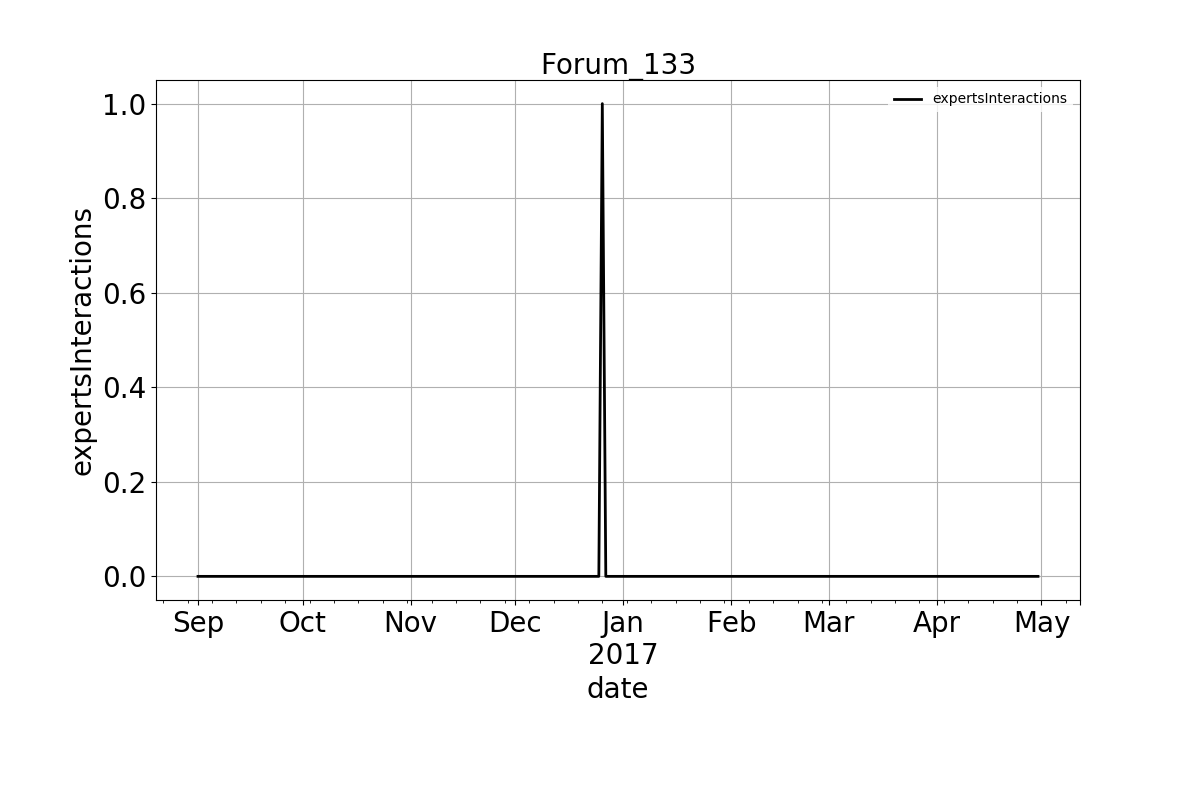 Forum_133
expertsInteractions
1.0
0.8
0.6
0.4
0.2
0.0
expertsInteractions
Sep Oct Nov Dec Jan Feb Mar Apr May
2017
date